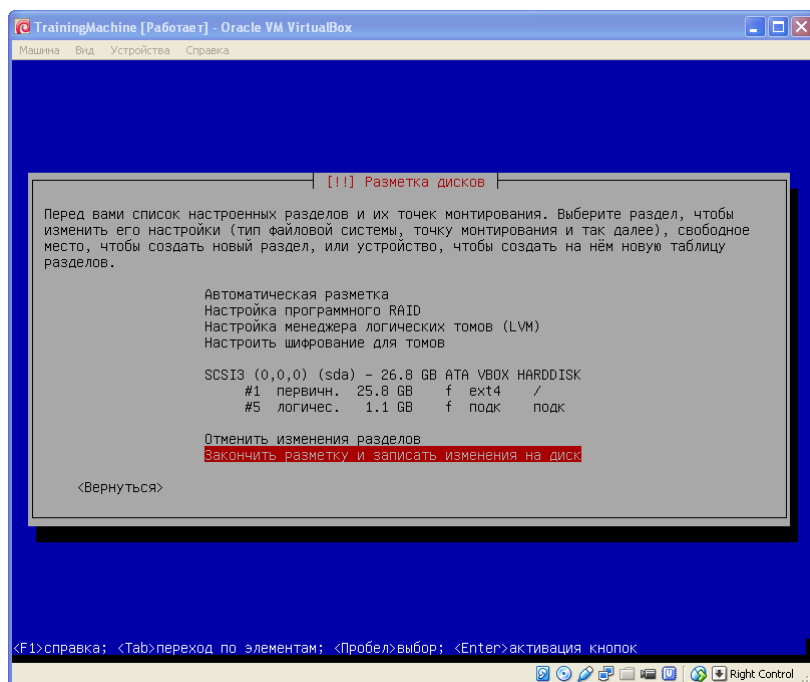 TrainingMachine [Работает] - Oracle VM VirtualBox
Машина Вид Устройства Справка
[!!] Разметка дисков
Перед вами список настроенных разделов и их точек монтирования. Выберите раздел, чтобы
изменить его настройки (тип файловой системы, точку монтирования и так далее), свободное
место, чтобы создать новый раздел, или устройство, чтобы создать на нём новую таблицу
разделов.
Автоматическая разметка
Настройка программного RAID
Настройка менеджера логических томов (LVM)
Настроить шифрование для томов
SCSI3 (0,0,0) (sda) – 26.8 GB ATA VBOX HARDDISK
#1 первичн. 25.8 GB f ext4 /
#5 логичес. 1.1 GB f подк подк
Отменить изменения разделов
Закончить разметку и записать изменения на диск
<Вернуться>
<F1>справка; <Tab>переход по элементам; <Пробел>выбор; <Enter>активация кнопок
Right Control